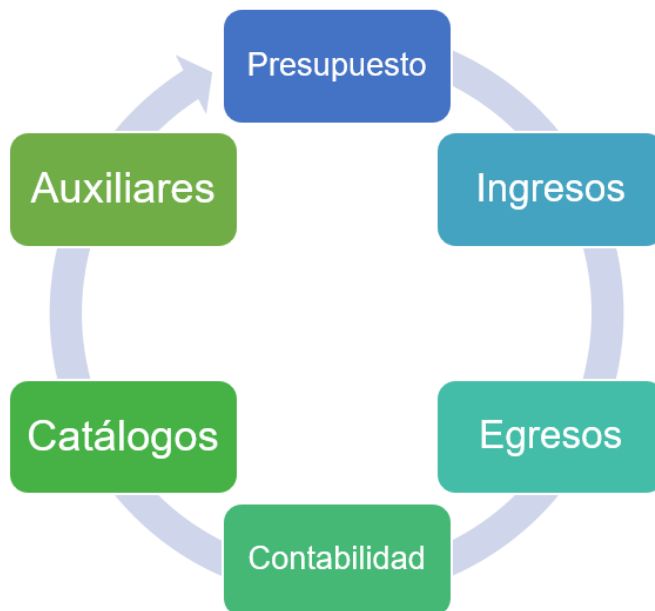 Presupuesto
Ingresos
Egresos
Contabilidad
Catálogos
Auxiliares